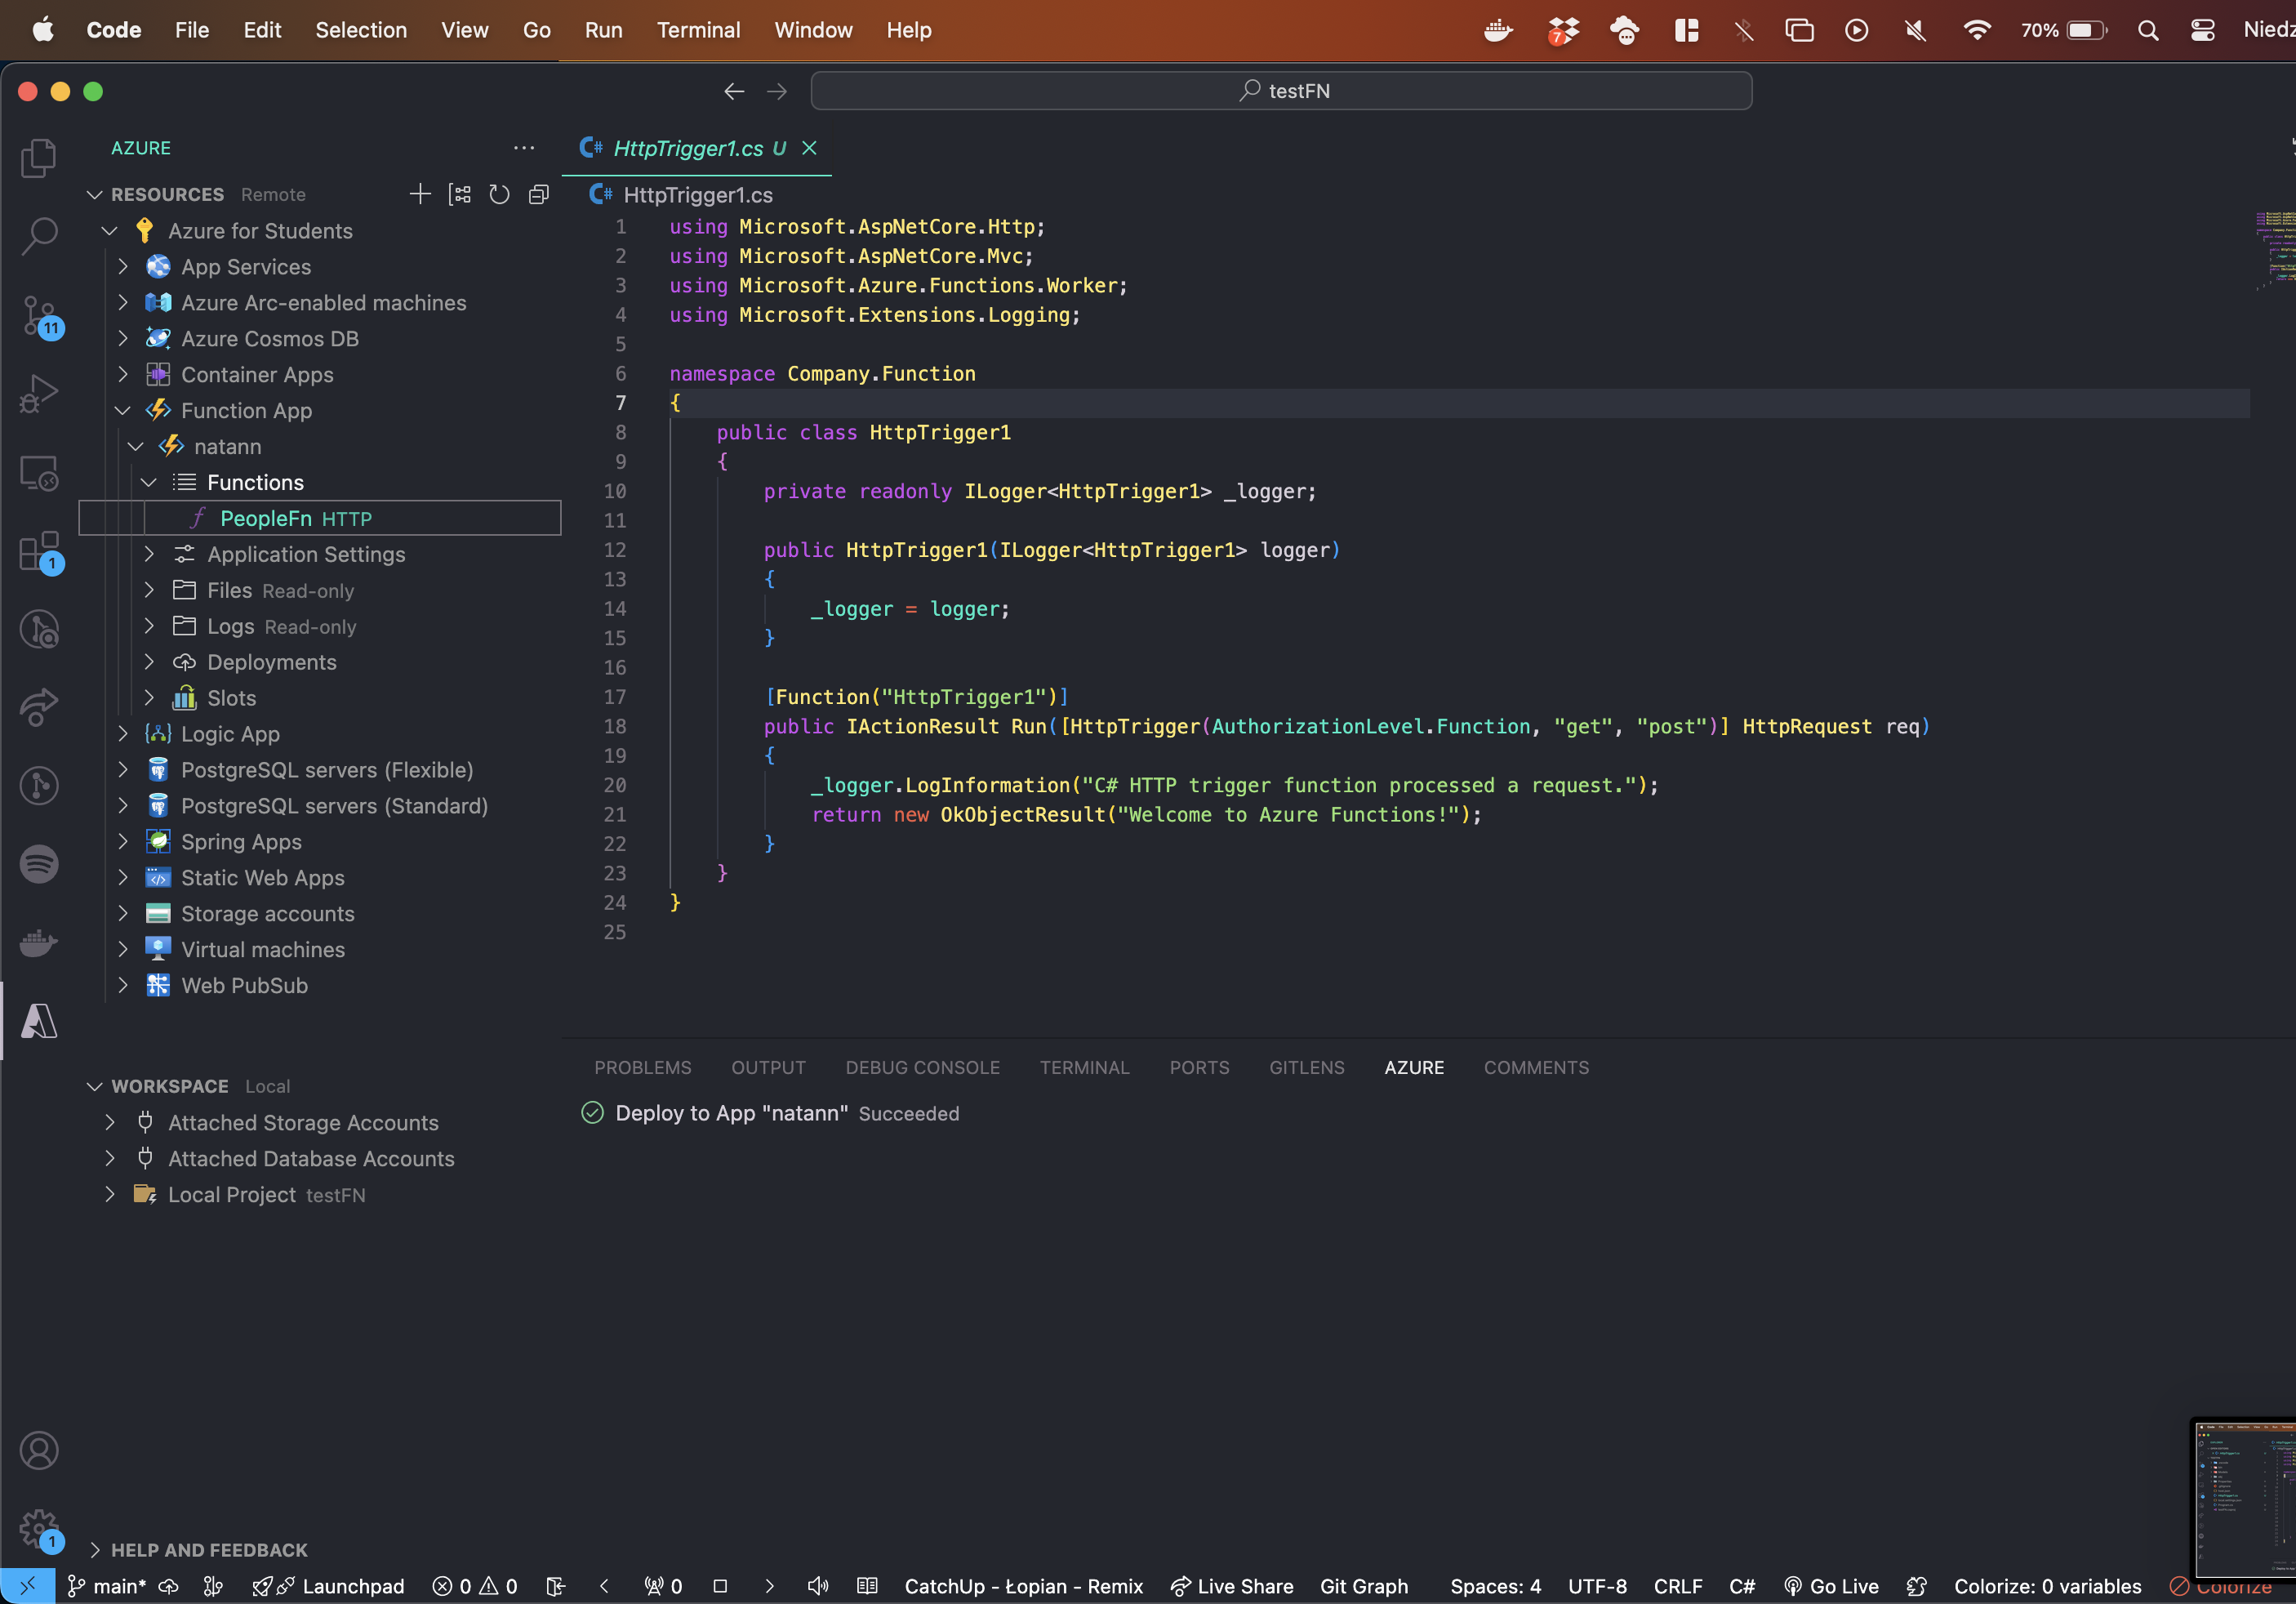 Code File Edit Selection View Go Run Terminal Window Help 7 70% Niedz
testFN
AZURE
RESOURCES Remote
Azure for Students
App Services
Azure Arc-enabled machines
Azure Cosmos DB
Container Apps
Function App
natann
Functions
PeopleFn HTTP
Application Settings
Files Read-only
Logs Read-only
Deployments
Slots
Logic App
PostgreSQL servers (Flexible)
PostgreSQL servers (Standard)
Spring Apps
Static Web Apps
Storage accounts
Virtual machines
Web PubSub
WORKSPACE Local
Attached Storage Accounts
Attached Database Accounts
Local Project testFN
HELP AND FEEDBACK
11
1
1
C# HttpTrigger1.cs U
C# HttpTrigger1.cs
1 using Microsoft.AspNetCore.Http;
2 using Microsoft.AspNetCore.Mvc;
3 using Microsoft.Azure.Functions.Worker;
4 using Microsoft.Extensions.Logging;
5
6 namespace Company.Function
7 {
8 public class HttpTrigger1
9 {
10 private readonly ILogger<HttpTrigger1> _logger;
11
12 public HttpTrigger1(ILogger<HttpTrigger1> logger)
13 {
14 _logger = logger;
15 }
16
17 [Function("HttpTrigger1")]
18 public IActionResult Run([HttpTrigger(AuthorizationLevel.Function, "get", "post")] HttpRequest req)
19 {
20 _logger.LogInformation("C# HTTP trigger function processed a request.");
21 return new OkObjectResult("Welcome to Azure Functions!");
22 }
23 }
24 }
25
PROBLEMS OUTPUT DEBUG CONSOLE TERMINAL PORTS GITLENS AZURE COMMENTS
Deploy to App "natann" Succeeded
main* Launchpad 0 0 0 CatchUp - Łopian - Remix Live Share Git Graph Spaces: 4 UTF-8 CRLF C# Go Live Colorize: 0 variables Colorize